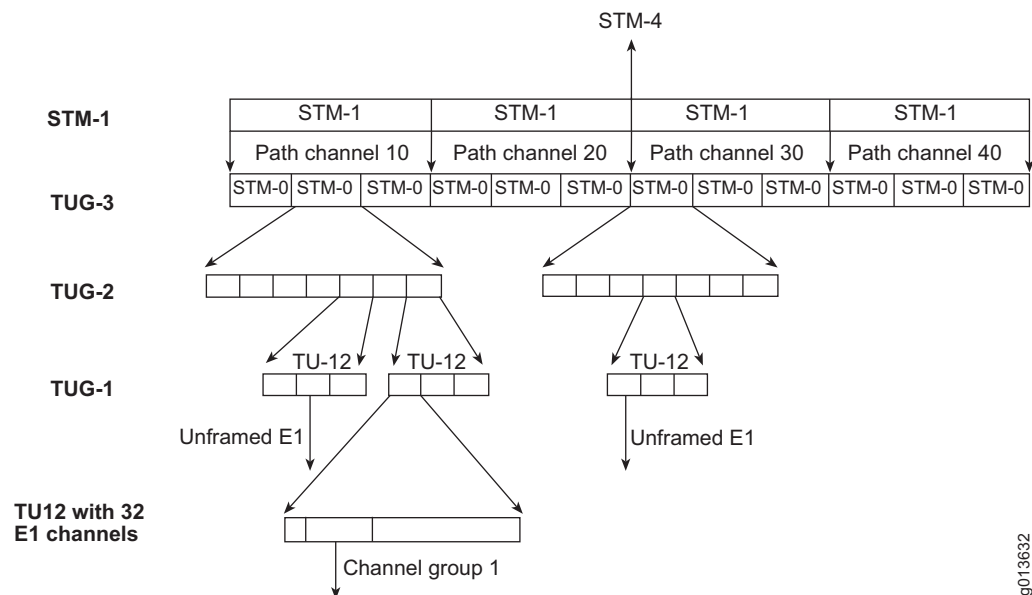 STM-4
STM-1
STM-1 STM-1 STM-1 STM-1
Path channel 10 Path channel 20 Path channel 30 Path channel 40
TUG-3
STM-0 STM-0 STM-0 STM-0 STM-0 STM-0 STM-0 STM-0 STM-0 STM-0 STM-0 STM-0
TUG-2
TU-12 TU-12 TU-12
TUG-1
Unframed E1 Unframed E1
TU12 with 32
E1 channels
Channel group 1
g013632